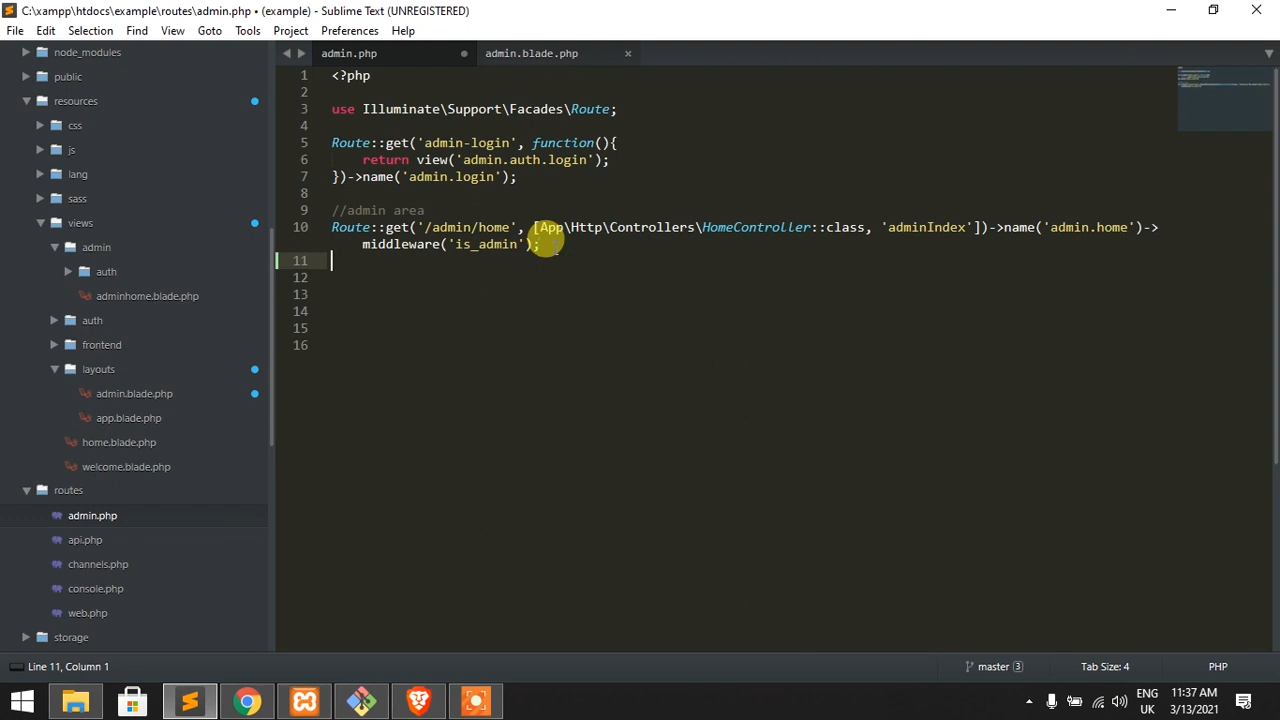 C:\xampp\htdocs\example\routes\admin.php • (example) - Sublime Text (UNREGISTERED)
File Edit Selection Find View Goto Tools Project Preferences Help
node_modules
public
resources
css
js
lang
sass
views
admin
auth
adminhome.blade.php
auth
frontend
layouts
admin.blade.php
app.blade.php
home.blade.php
welcome.blade.php
routes
admin.php
api.php
channels.php
console.php
web.php
storage
admin.php admin.blade.php
1 <?php
2
3 use Illuminate\Support\Facades\Route;
4
5 Route::get('admin-login', function(){
6 return view('admin.auth.login');
7 })->name('admin.login');
8
9 //admin area
10 Route::get('/admin/home', [App\Http\Controllers\HomeController::class, 'adminIndex'])->name('admin.home')->
middleware('is_admin');
11
12
13
14
15
16
Line 11, Column 1 master 3 Tab Size: 4 PHP
ENG 11:37 AM
UK 3/13/2021